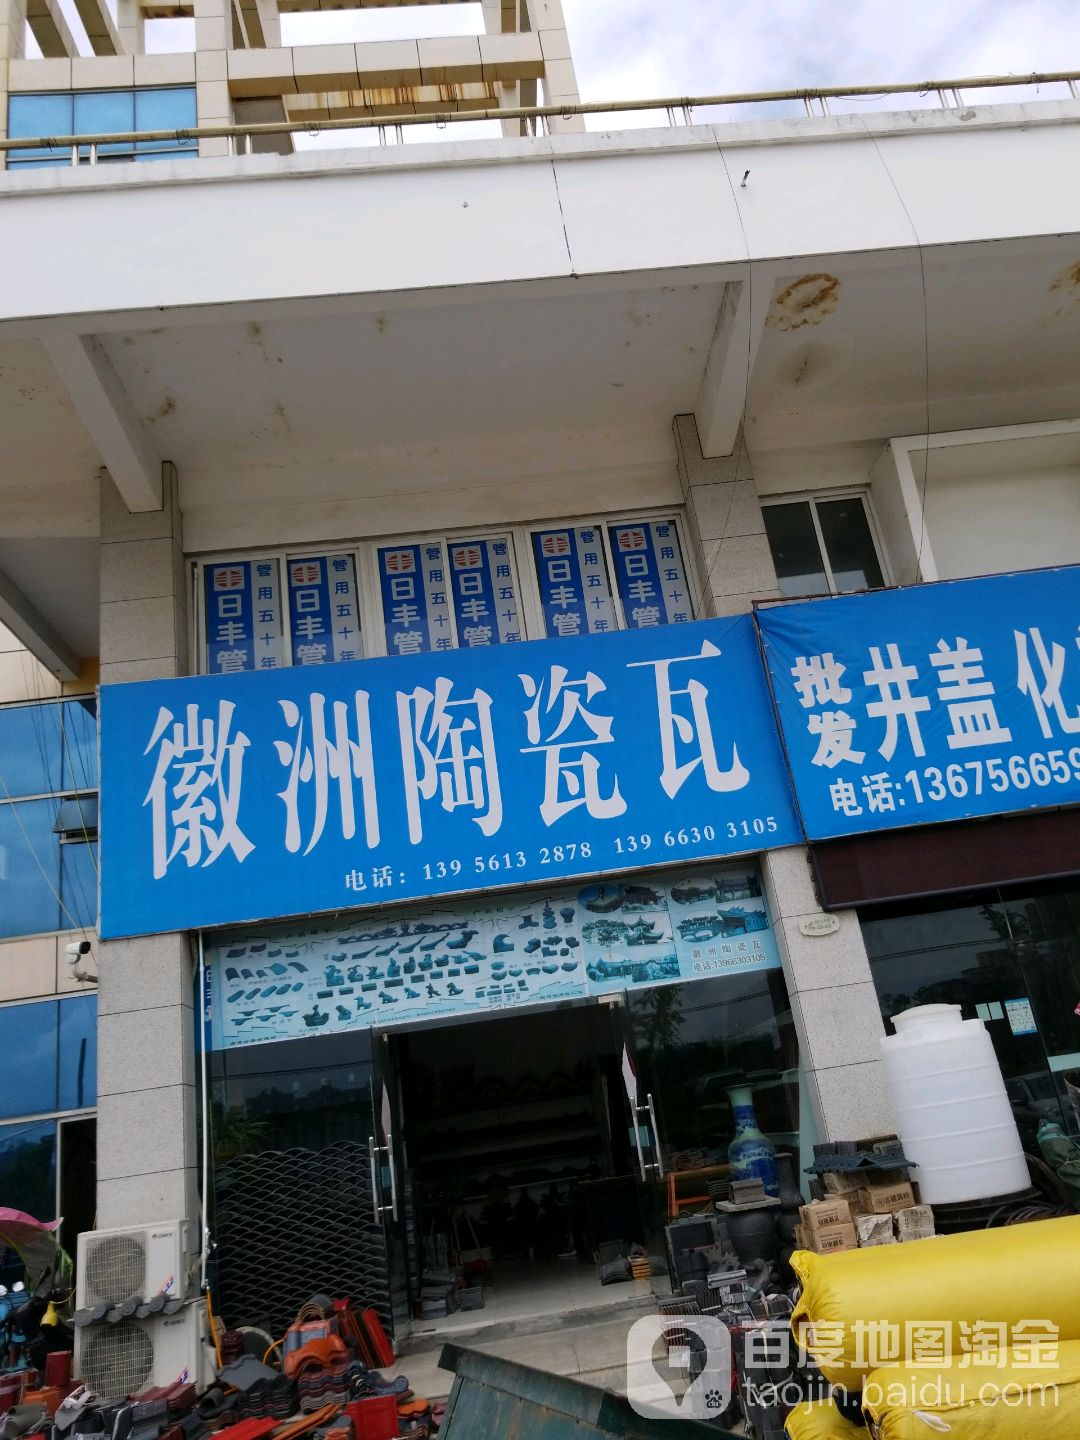 日丰管
管用五十年
日丰管
管用五十年
日丰管
管用五十年
日丰管
管用五十年
日丰管
管用五十年
日丰管
管用五十年
徽洲陶瓷瓦
电话: 139 5613 2878 139 6630 3105
批发 井盖 化
电话:136756659
徽洲陶瓷瓦
电话:13966303105
百度地图淘金
taojin.baidu.com